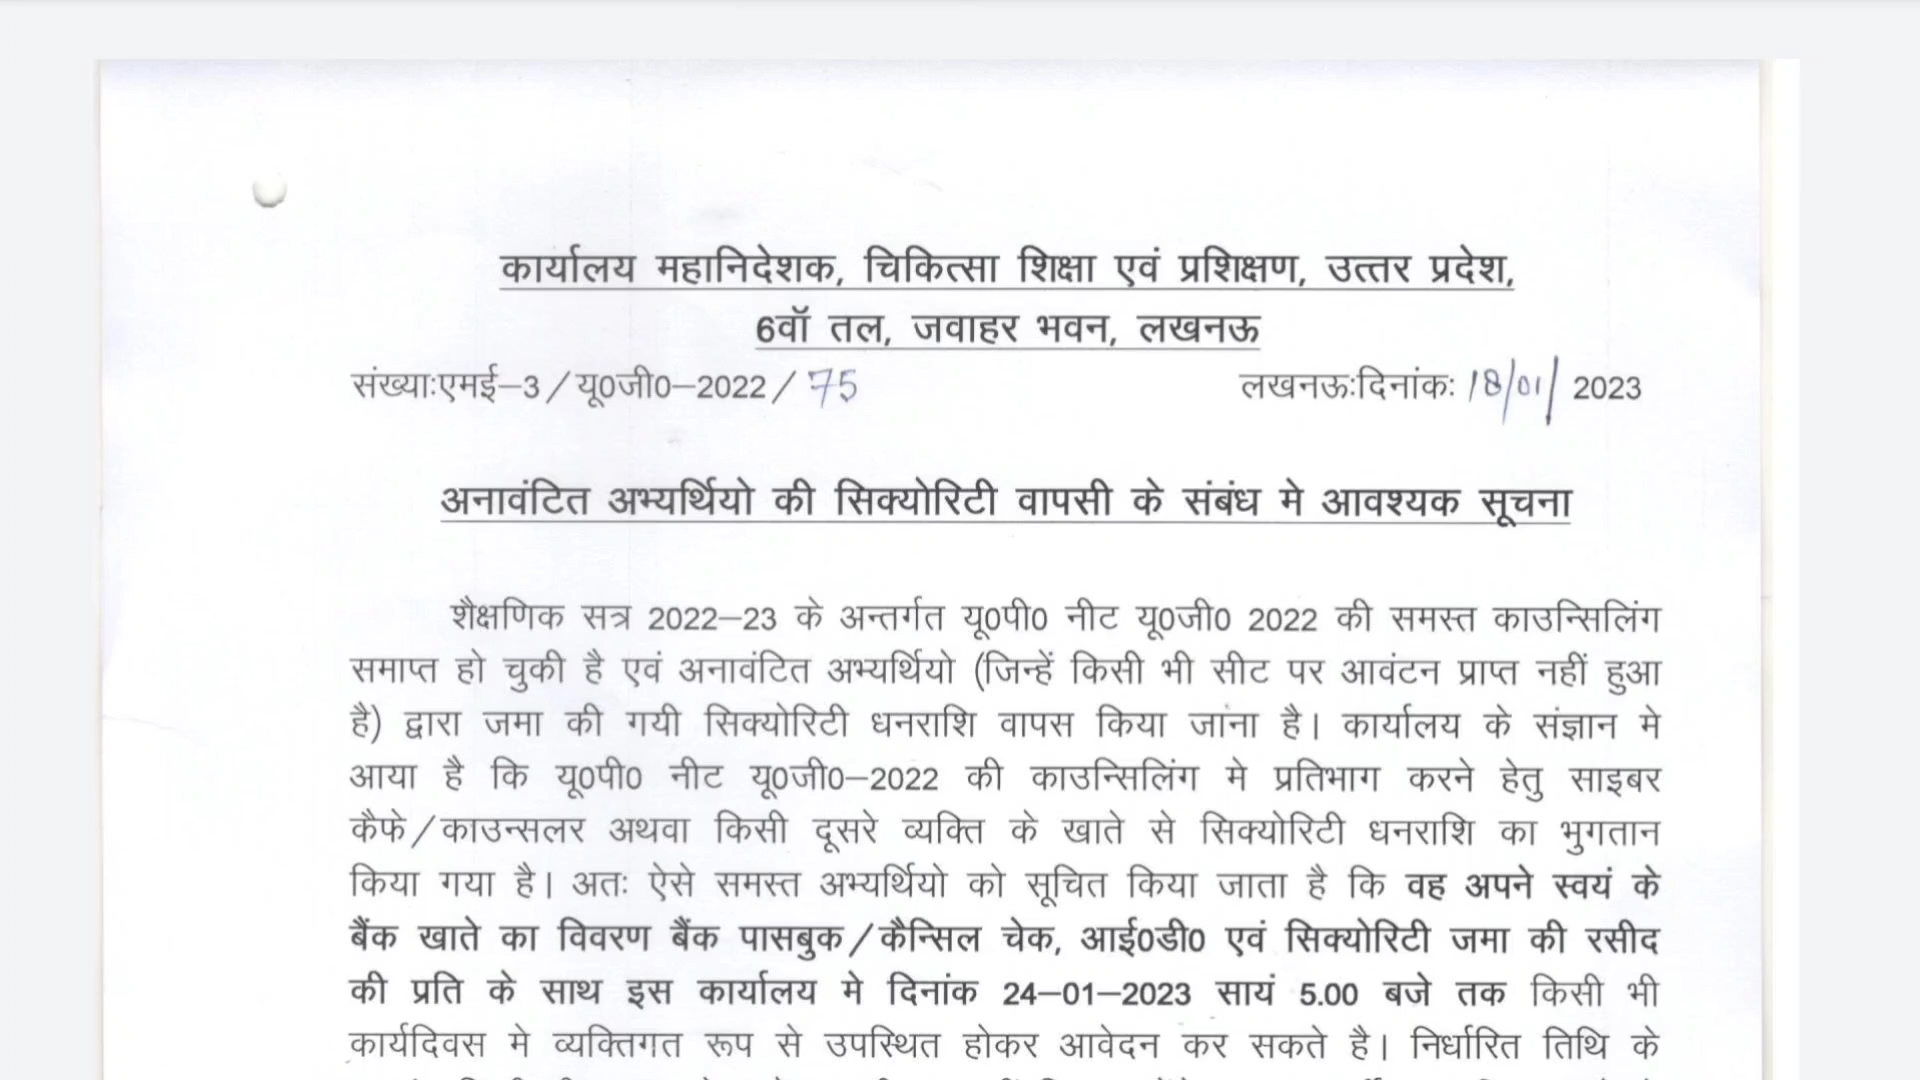 कार्यालय महानिदेशक, चिकित्सा शिक्षा एवं प्रशिक्षण, उत्तर प्रदेश,
6वॉ तल, जवाहर भवन, लखनऊ
संख्याःएमई–3/यू0जी0–2022/75 लखनऊःदिनांकः 18/01/ 2023
अनावंटित अभ्यर्थियो की सिक्योरिटी वापसी के संबंध मे आवश्यक सूचना
शैक्षणिक सत्र 2022–23 के अन्तर्गत यू0पी0 नीट यू0जी0 2022 की समस्त काउन्सिलिंग
समाप्त हो चुकी है एवं अनावंटित अभ्यर्थियो (जिन्हें किसी भी सीट पर आवंटन प्राप्त नहीं हुआ
है) द्वारा जमा की गयी सिक्योरिटी धनराशि वापस किया जाना है। कार्यालय के संज्ञान मे
आया है कि यू0पी0 नीट यू0जी0–2022 की काउन्सिलिंग मे प्रतिभाग करने हेतु साइबर
कैफे/काउन्सलर अथवा किसी दूसरे व्यक्ति के खाते से सिक्योरिटी धनराशि का भुगतान
किया गया है। अतः ऐसे समस्त अभ्यर्थियो को सूचित किया जाता है कि वह अपने स्वयं के
बैंक खाते का विवरण बैंक पासबुक/कैन्सिल चेक, आई0डी0 एवं सिक्योरिटी जमा की रसीद
की प्रति के साथ इस कार्यालय मे दिनांक 24–01–2023 सायं 5.00 बजे तक किसी भी
कार्यदिवस मे व्यक्तिगत रूप से उपस्थित होकर आवेदन कर सकते है। निर्धारित तिथि के